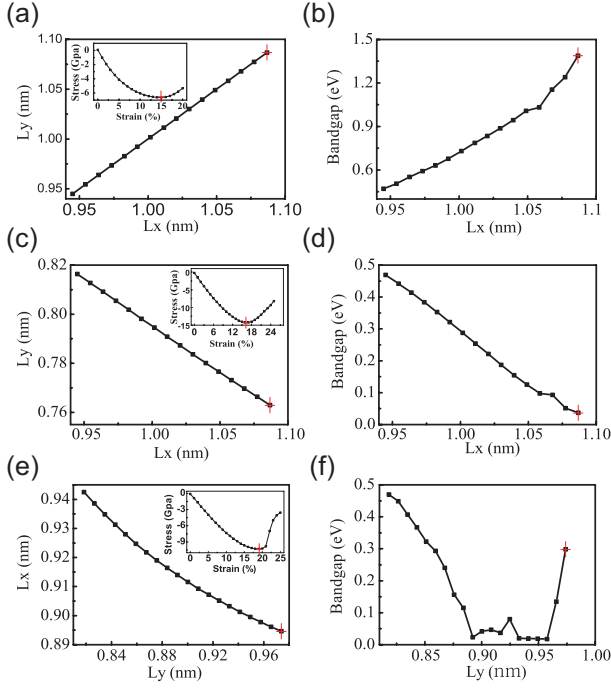 (a)
1.10
1.05
1.00
0.95
Ly (nm)
0.95 1.00 1.05 1.10
Lx (nm)
0
-2
-4
-6
Stress (Gpa)
0 5 10 15 20
Strain (%)
(b)
1.5
1.2
0.9
0.6
Bandgap (eV)
0.95 1.00 1.05 1.10
Lx (nm)
(c)
0.82
0.80
0.78
0.76
Ly (nm)
0.95 1.00 1.05 1.10
Lx (nm)
0
-5
-10
-15
Stress (Gpa)
0 6 12 18 24
Strain (%)
(d)
0.5
0.4
0.3
0.2
0.1
0.0
Bandgap (eV)
0.95 1.00 1.05 1.10
Lx (nm)
(e)
0.94
0.93
0.92
0.91
0.90
0.89
Lx (nm)
0.84 0.88 0.92 0.96
Ly (nm)
0
-3
-6
-9
Stress (Gpa)
0 5 10 15 20 25
Strain (%)
(f)
0.5
0.4
0.3
0.2
0.1
0.0
Bandgap (eV)
0.85 0.90 0.95 1.00
Ly (nm)